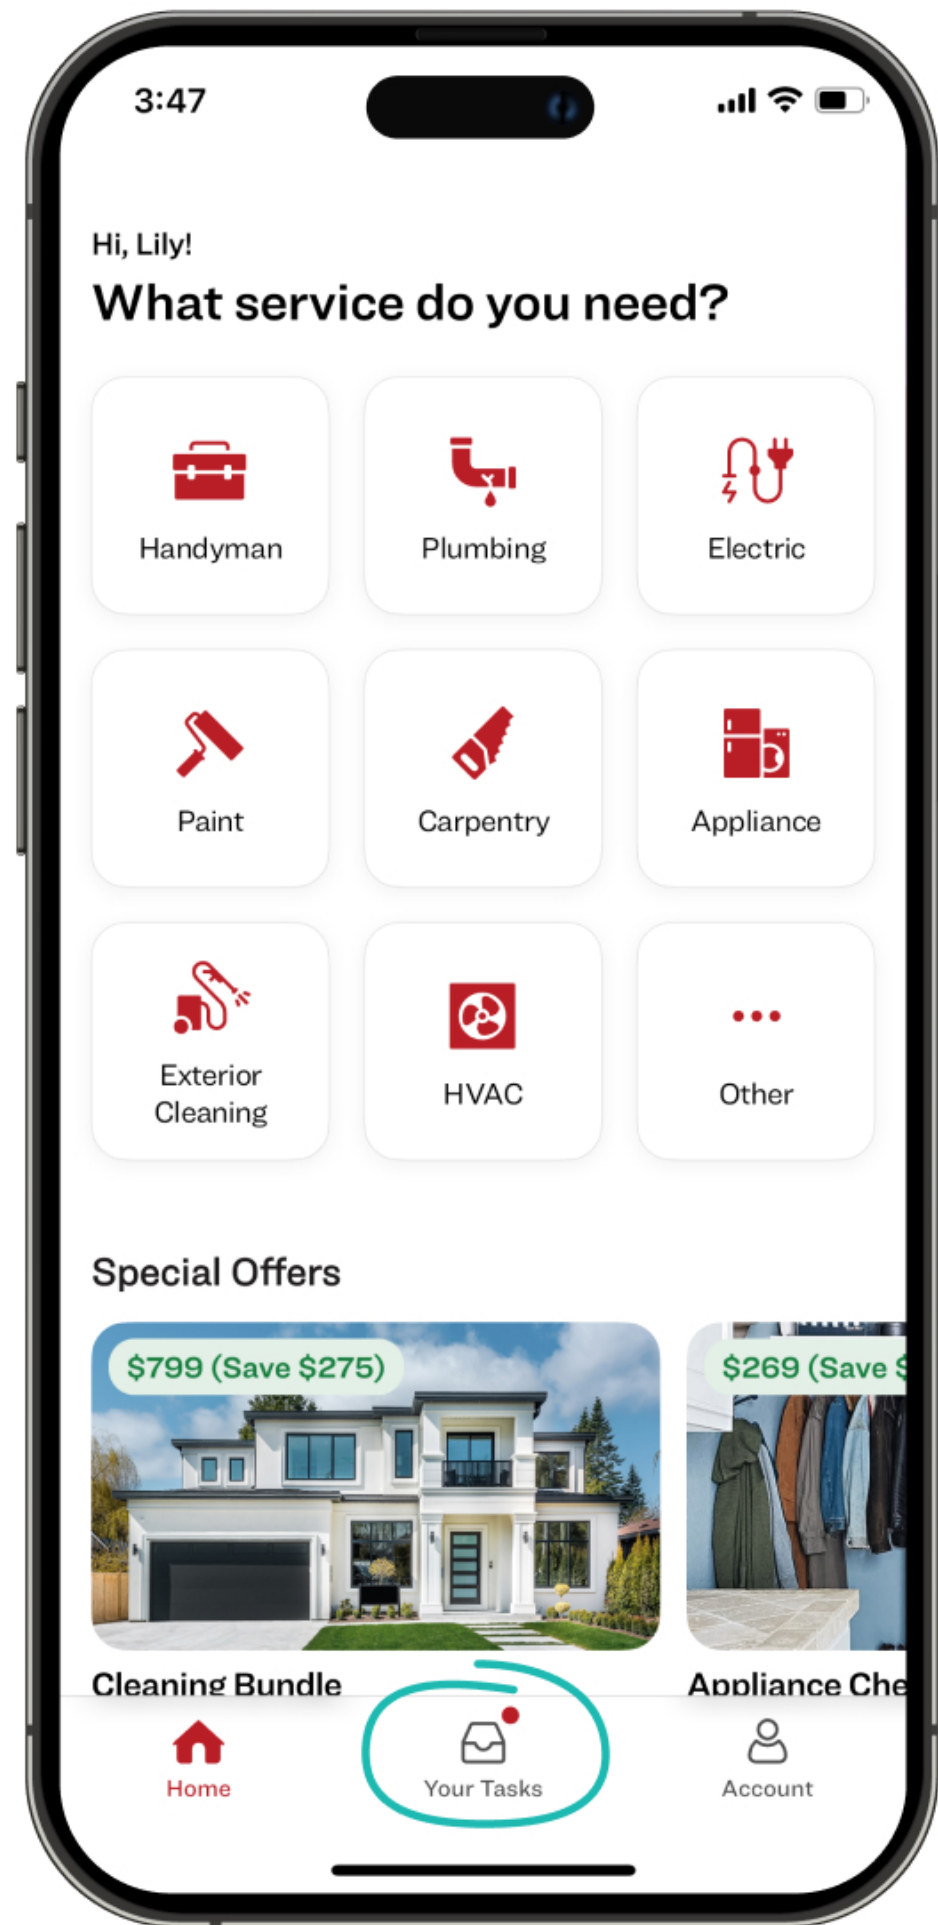 3:47
Hi, Lily!
What service do you need?
Handyman
Plumbing
Electric
Paint
Carpentry
Appliance
Exterior
Cleaning
HVAC
Other
Special Offers
$799 (Save $275)
$269 (Save $
Cleaning Bundle
Appliance Che
Home
Your Tasks
Account